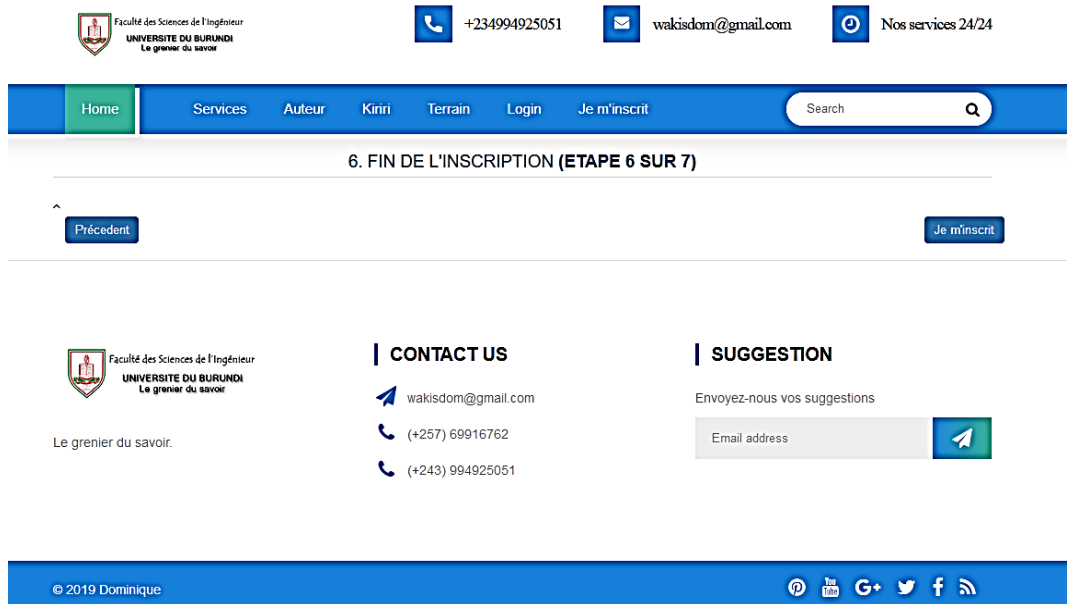 Faculté des Sciences de l'Ingénieur
UNIVERSITE DU BURUNDI
Le grenier du savoir
+234994925051
wakisdom@gmail.com
Nos services 24/24
Home Services Auteur Kiriri Terrain Login Je m'inscrit Search
6. FIN DE L'INSCRIPTION (ETAPE 6 SUR 7)
Précedent
Je m'inscrit
Faculté des Sciences de l'Ingénieur
UNIVERSITE DU BURUNDI
Le grenier du savoir
Le grenier du savoir.
CONTACT US
wakisdom@gmail.com
(+257) 69916762
(+243) 994925051
SUGGESTION
Envoyez-nous vos suggestions
Email address
© 2019 Dominique
You Tube G+